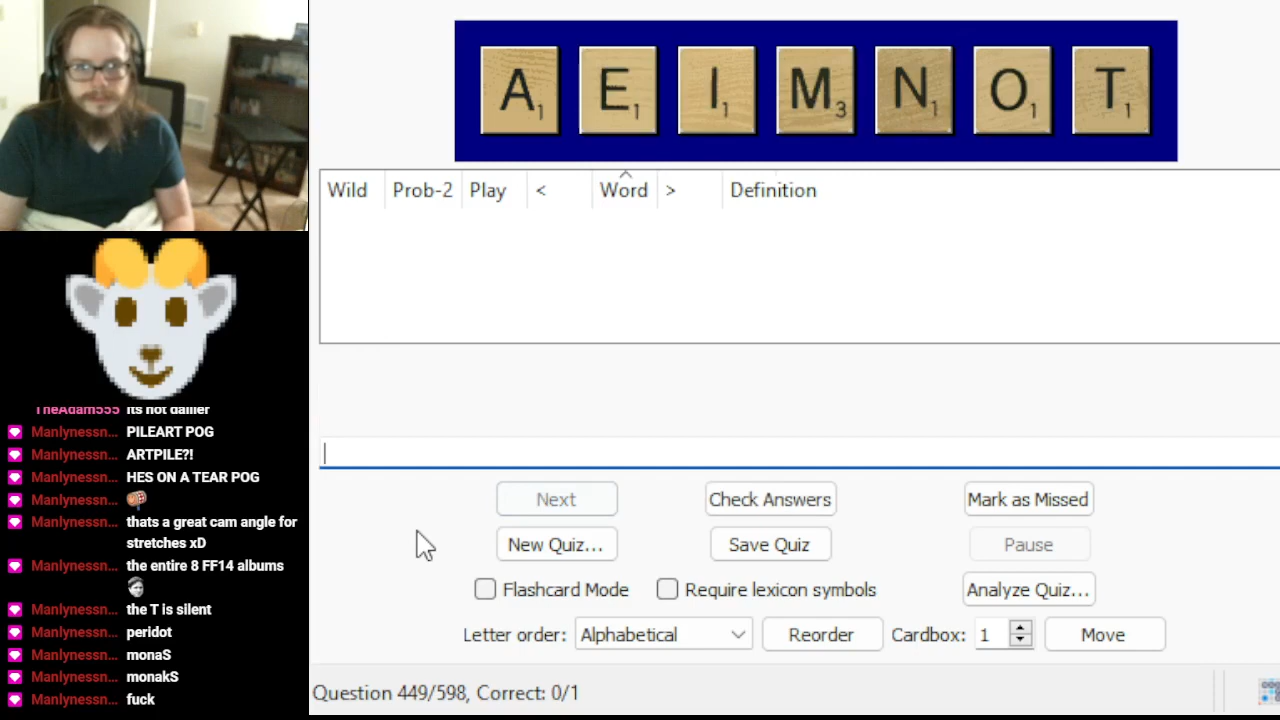 A1 E1 I1 M3 N1 O1 T1
Wild Prob-2 Play < Word > Definition
TheAdam555 its not dallier
Manlynessn... PILEART POG
Manlynessn... ARTPILE?!
Manlynessn... HES ON A TEAR POG
Manlynessn...
Manlynessn... thats a great cam angle for
stretches xD
Manlynessn... the entire 8 FF14 albums
Manlynessn... the T is silent
Manlynessn... peridot
Manlynessn... monaS
Manlynessn... monakS
Manlynessn... fuck
Next Check Answers Mark as Missed
New Quiz... Save Quiz Pause
Flashcard Mode Require lexicon symbols Analyze Quiz...
Letter order: Alphabetical Reorder Cardbox: 1 Move
Question 449/598, Correct: 0/1